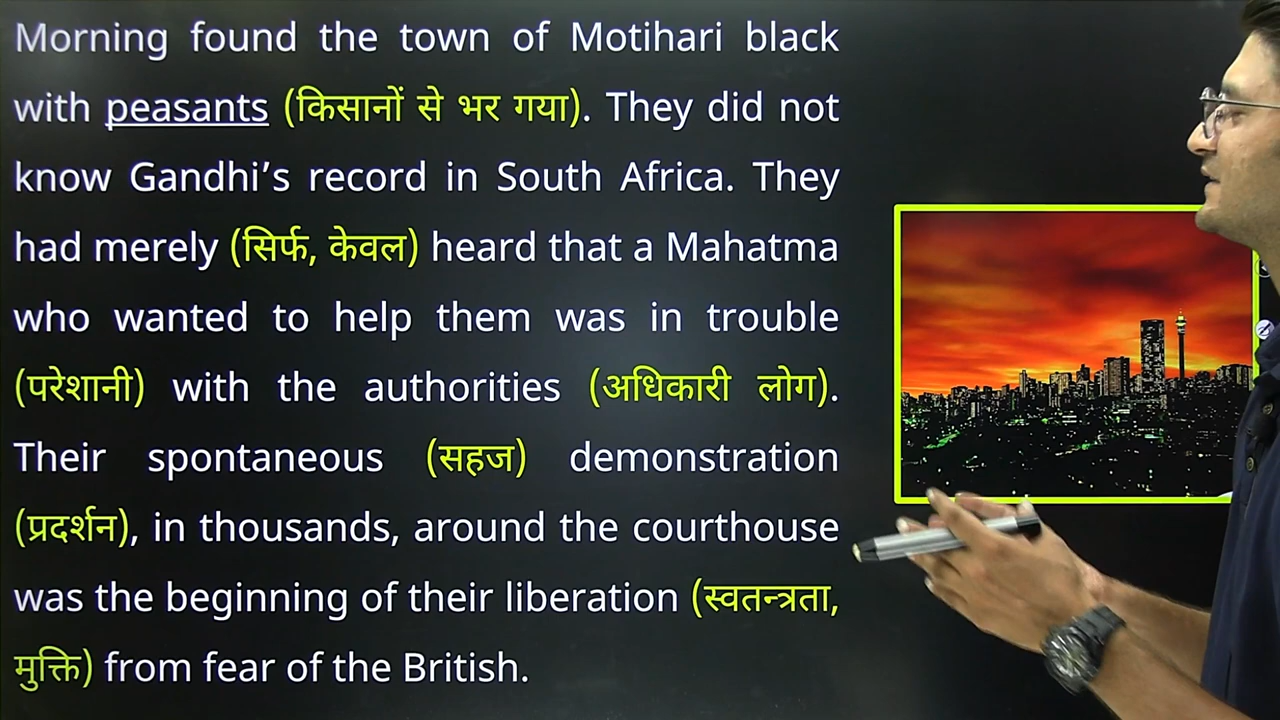 Morning found the town of Motihari black
with peasants (किसानों से भर गया). They did not
know Gandhi’s record in South Africa. They
had merely (सिर्फ, केवल) heard that a Mahatma
who wanted to help them was in trouble
(परेशानी) with the authorities (अधिकारी लोग).
Their spontaneous (सहज) demonstration
(प्रदर्शन), in thousands, around the courthouse
was the beginning of their liberation (स्वतन्त्रता,
मुक्ति) from fear of the British.